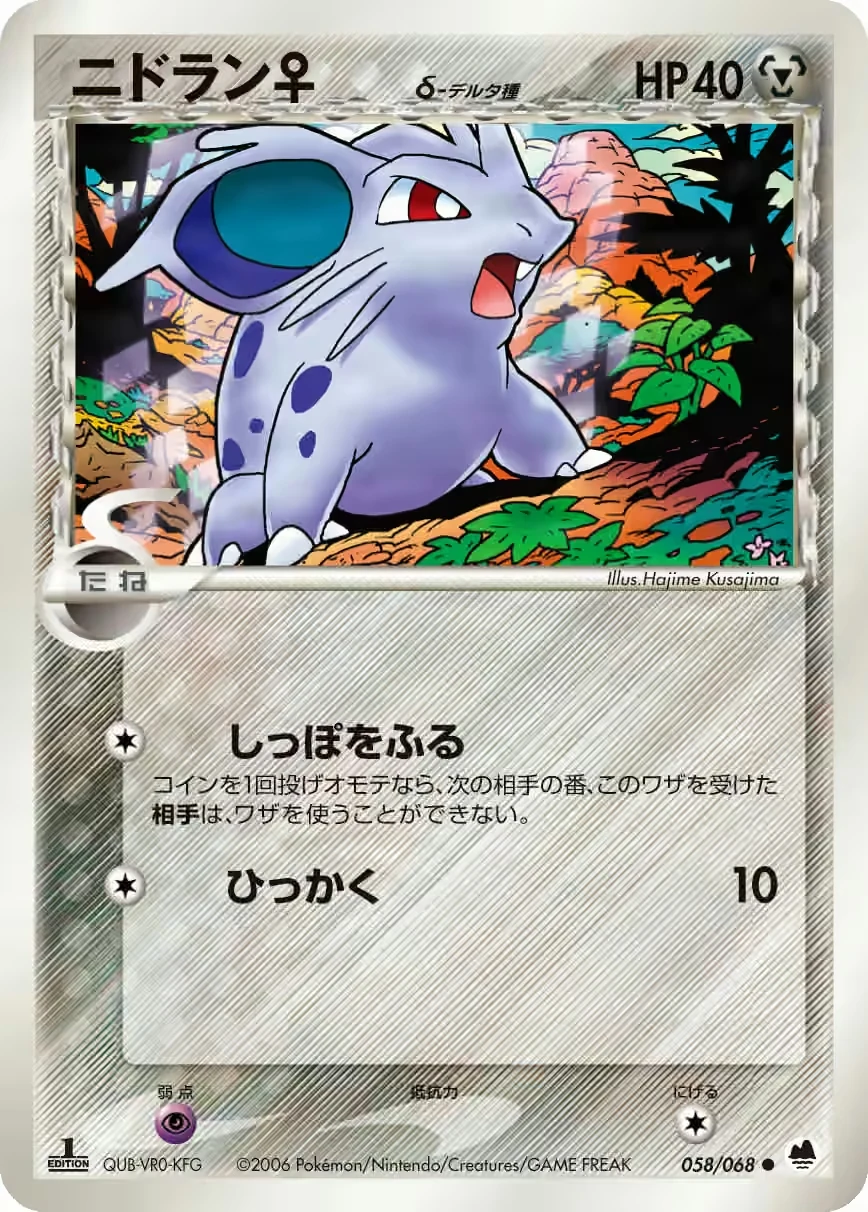 ニドラン♀ δ-デルタ種 HP40
たね
Illus.Hajime Kusajima
しっぽをふる
コインを1回投げオモテなら、次の相手の番、このワザを受けた
相手は、ワザを使うことができない。
ひっかく 10
弱点 抵抗力 にげる
1 EDITION QUB-VR0-KFG ©2006 Pokémon/Nintendo/Creatures/GAME FREAK 058/068 ●